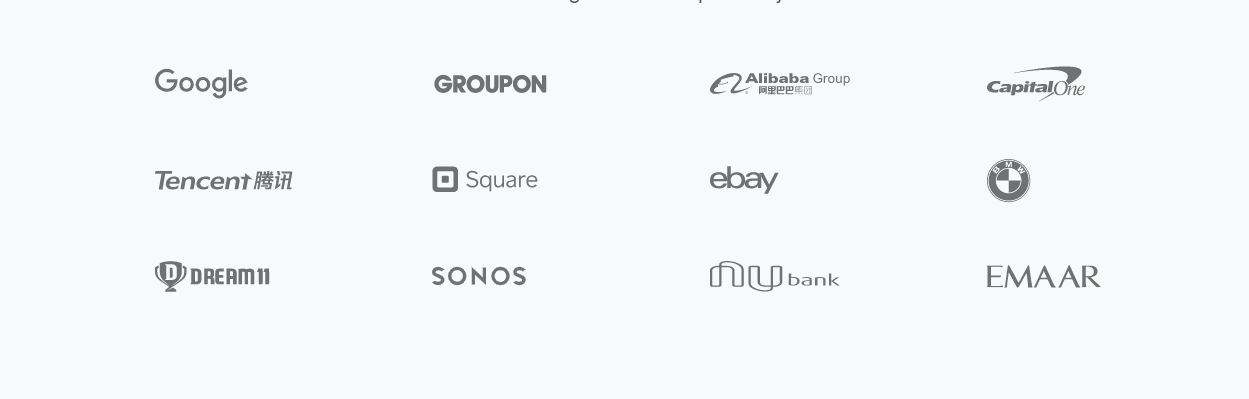 Google
GROUPON
Alibaba Group
阿里巴巴集团
Capital One
Tencent 腾讯
Square
ebay
BMW
D DREAM11
SONOS
nu bank
EMAAR